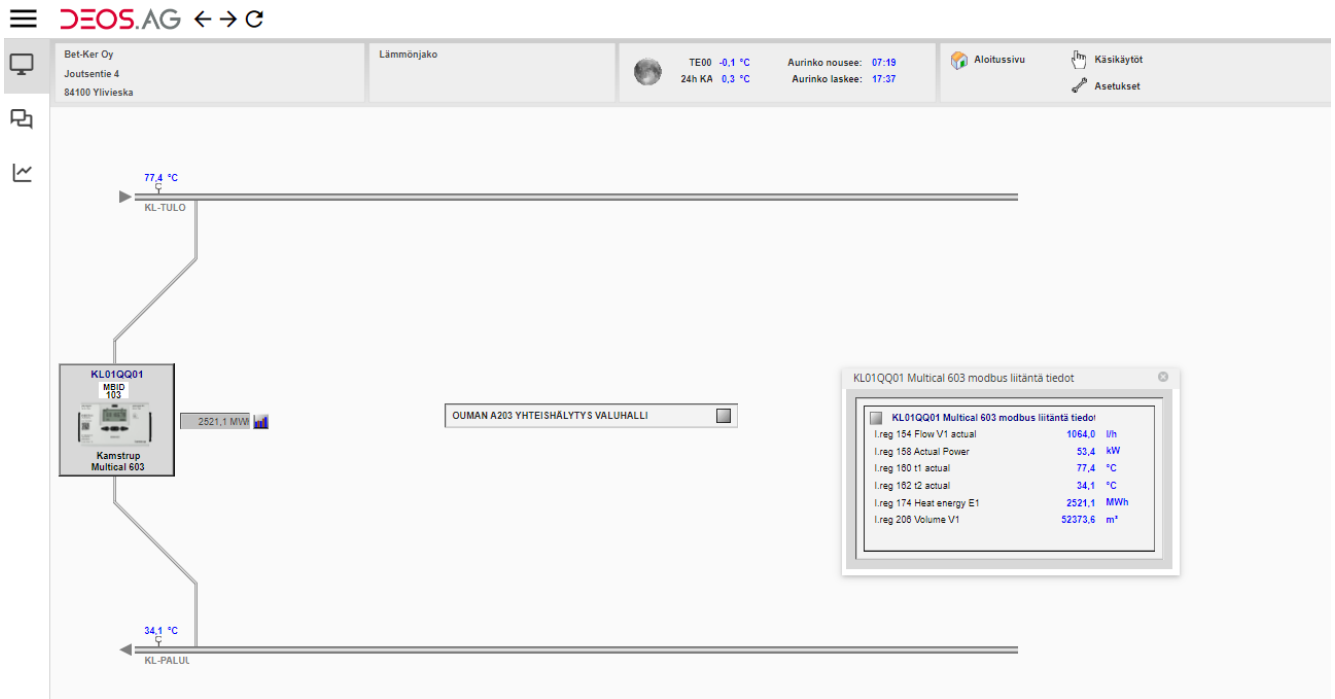 DEOS.AG
Bet-Ker Oy
Joutsentie 4
84100 Ylivieska
Lämmönjako
TE00 -0,1 °C
24h KA 0,3 °C
Aurinko nousee: 07:19
Aurinko laskee: 17:37
Aloitussivu
Käsikäytöt
Asetukset
77,4 °C
KL-TULO
KL01QQ01
MBID
103
Kamstrup
Multical 603
2521,1 MW
OUMAN A203 YHTEISHÄLYTYS VALUHALLI
KL01QQ01 Multical 603 modbus liitäntä tiedot
KL01QQ01 Multical 603 modbus liitäntä tiedot
I.reg 154 Flow V1 actual 1064,0 l/h
I.reg 158 Actual Power 53,4 kW
I.reg 160 t1 actual 77,4 °C
I.reg 162 t2 actual 34,1 °C
I.reg 174 Heat energy E1 2521,1 MWh
I.reg 206 Volume V1 52373,6 m³
34,1 °C
KL-PALUU